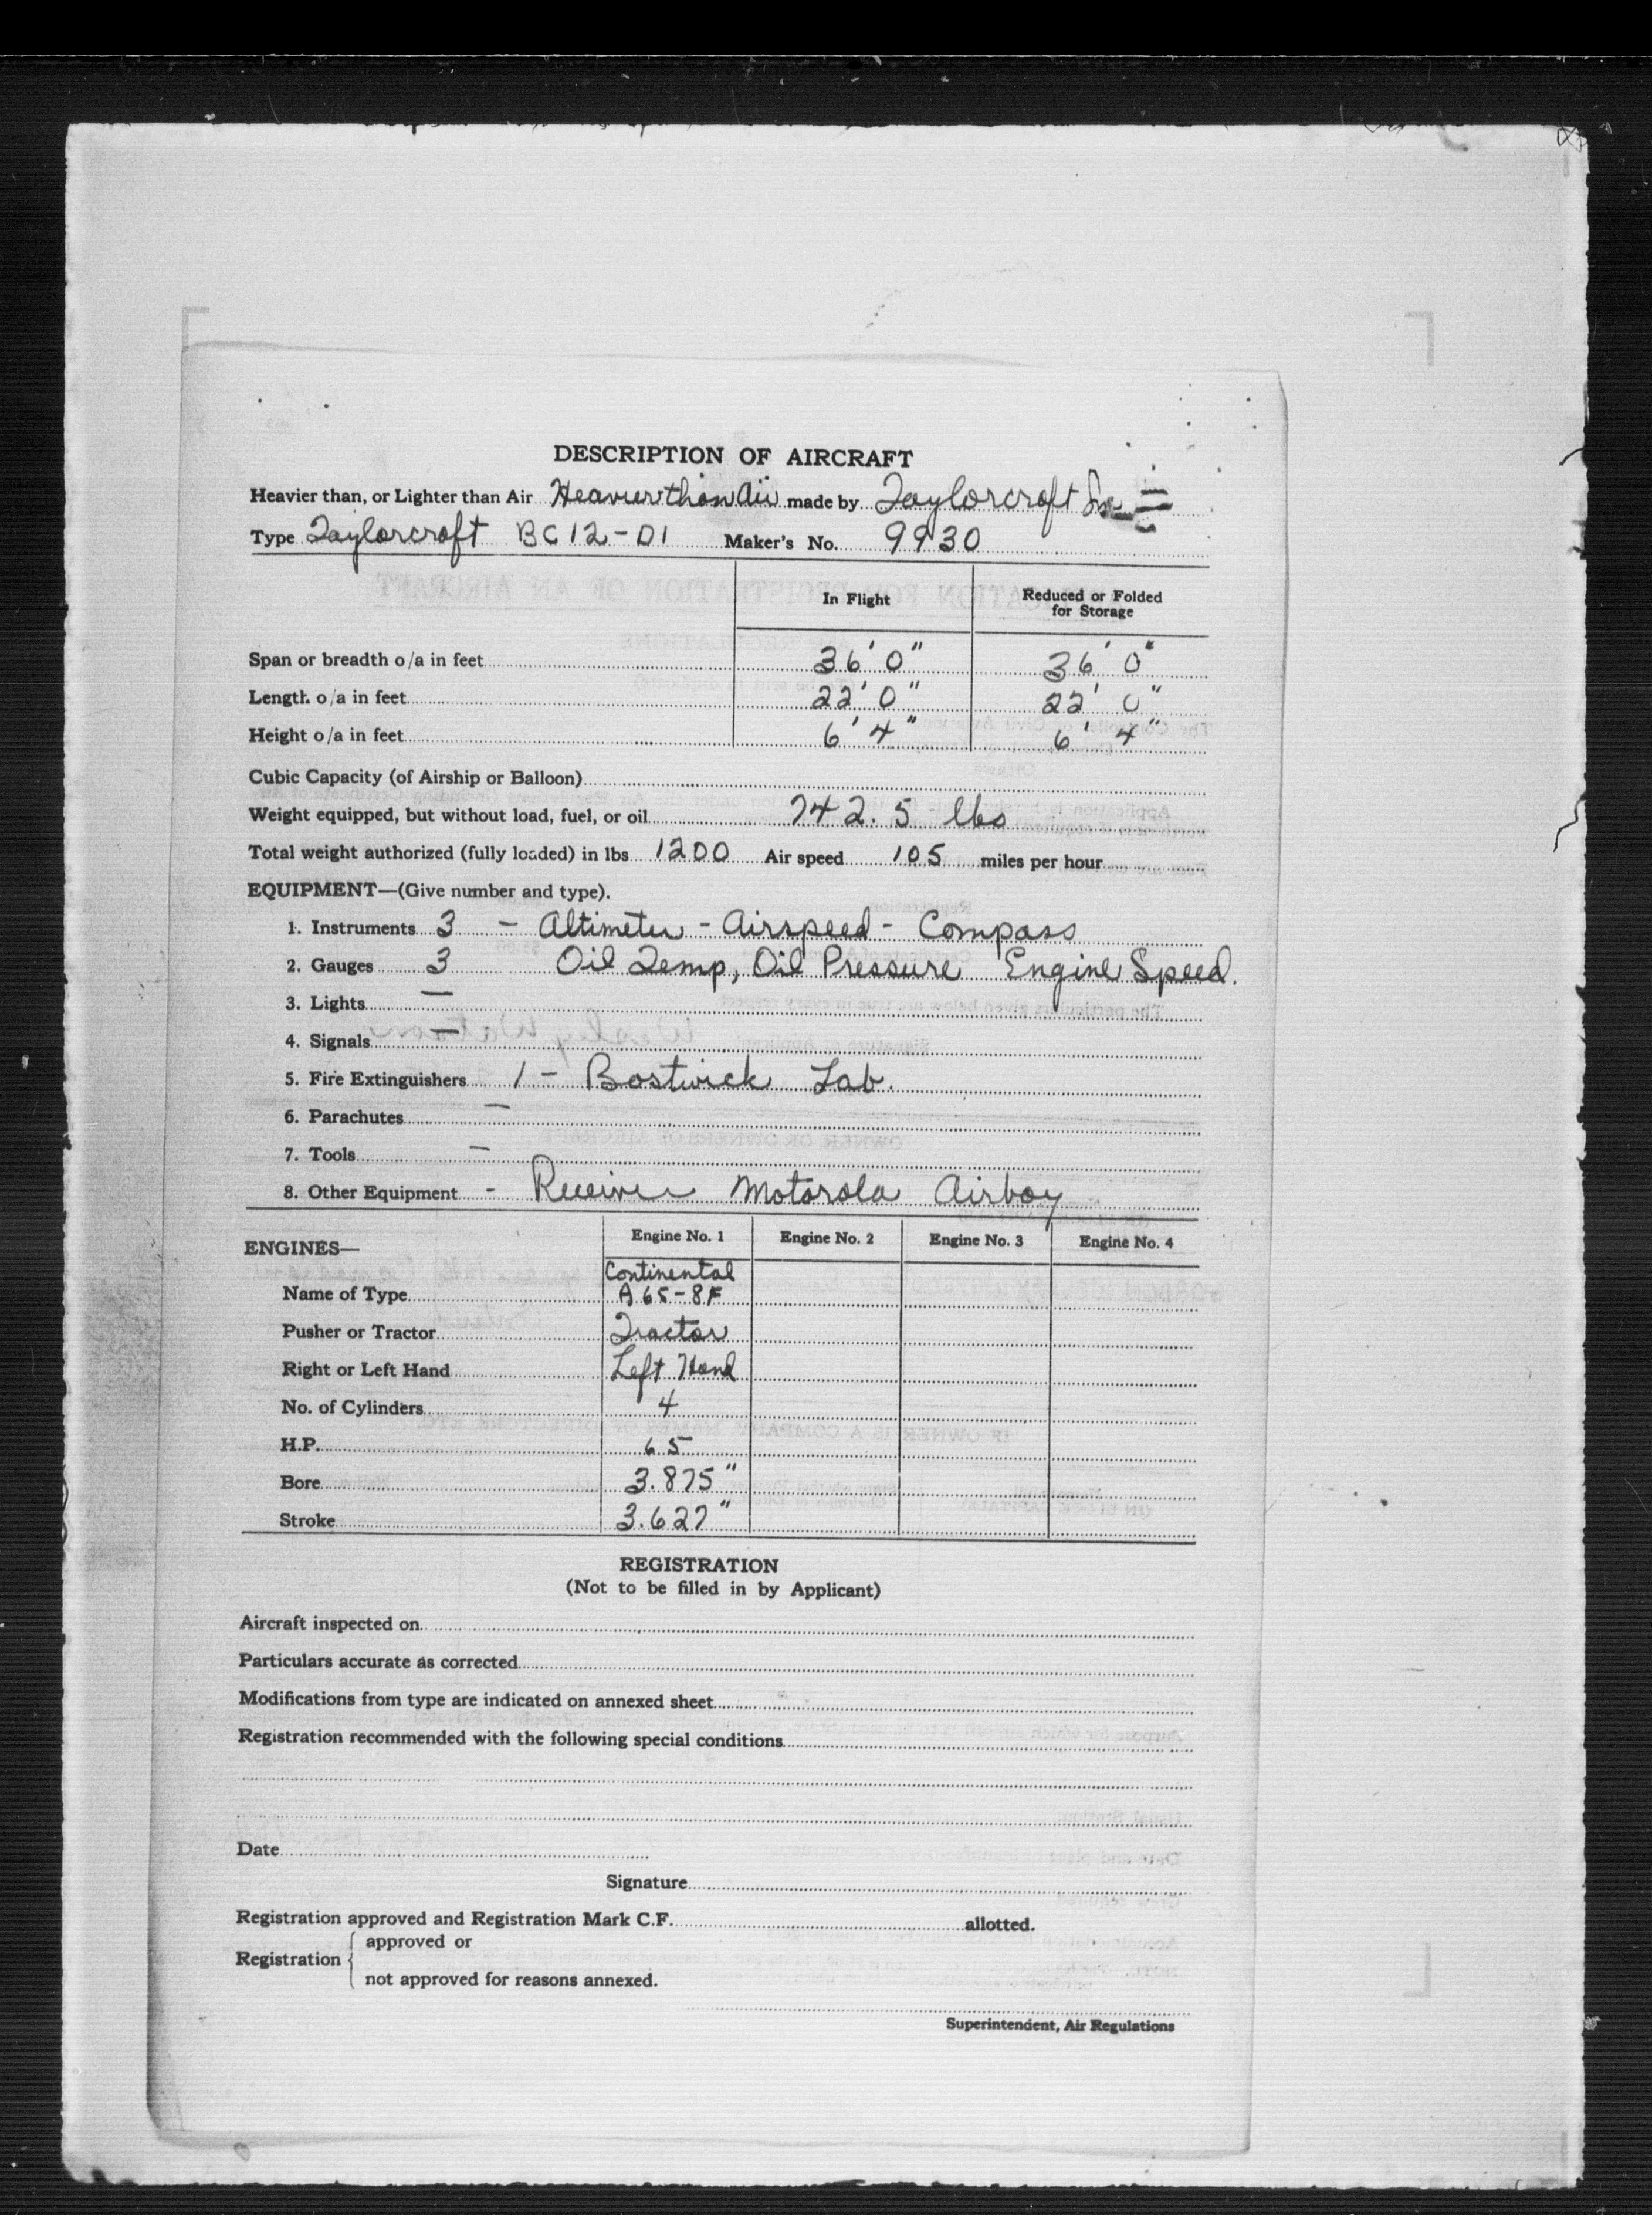 DESCRIPTION OF AIRCRAFT
Heavier than, or Lighter than Air Heavier than Air made by Taylorcroft Inc
Type Taylorcroft BC12-D1 Maker's No. 9930
In Flight Reduced or Folded for Storage
Span or breadth o/a in feet 36' 0" 36' 0"
Length o/a in feet 22' 0" 22' 0"
Height o/a in feet 6' 4" 6' 4"
Cubic Capacity (of Airship or Balloon)
Weight equipped, but without load, fuel, or oil 742.5 lbs
Total weight authorized (fully loaded) in lbs 1200 Air speed 105 miles per hour
EQUIPMENT—(Give number and type).
1. Instruments 3 - Altimeter - Airspeed - Compass
2. Gauges 3 Oil Temp, Oil Pressure Engine Speed.
3. Lights —
4. Signals —
5. Fire Extinguishers 1 - Bostwick Lab.
6. Parachutes —
7. Tools —
8. Other Equipment - Receiver Motorola Airboy
ENGINES— Engine No. 1 Engine No. 2 Engine No. 3 Engine No. 4
Continental
Name of Type A65-8F
Pusher or Tractor Tractor
Right or Left Hand Left Hand
No. of Cylinders 4
H.P. 65
Bore 3.875"
Stroke 3.627"
REGISTRATION
(Not to be filled in by Applicant)
Aircraft inspected on
Particulars accurate as corrected
Modifications from type are indicated on annexed sheet
Registration recommended with the following special conditions
Date
Signature
Registration approved and Registration Mark C.F. allotted.
Registration { approved or
not approved for reasons annexed.
Superintendent, Air Regulations